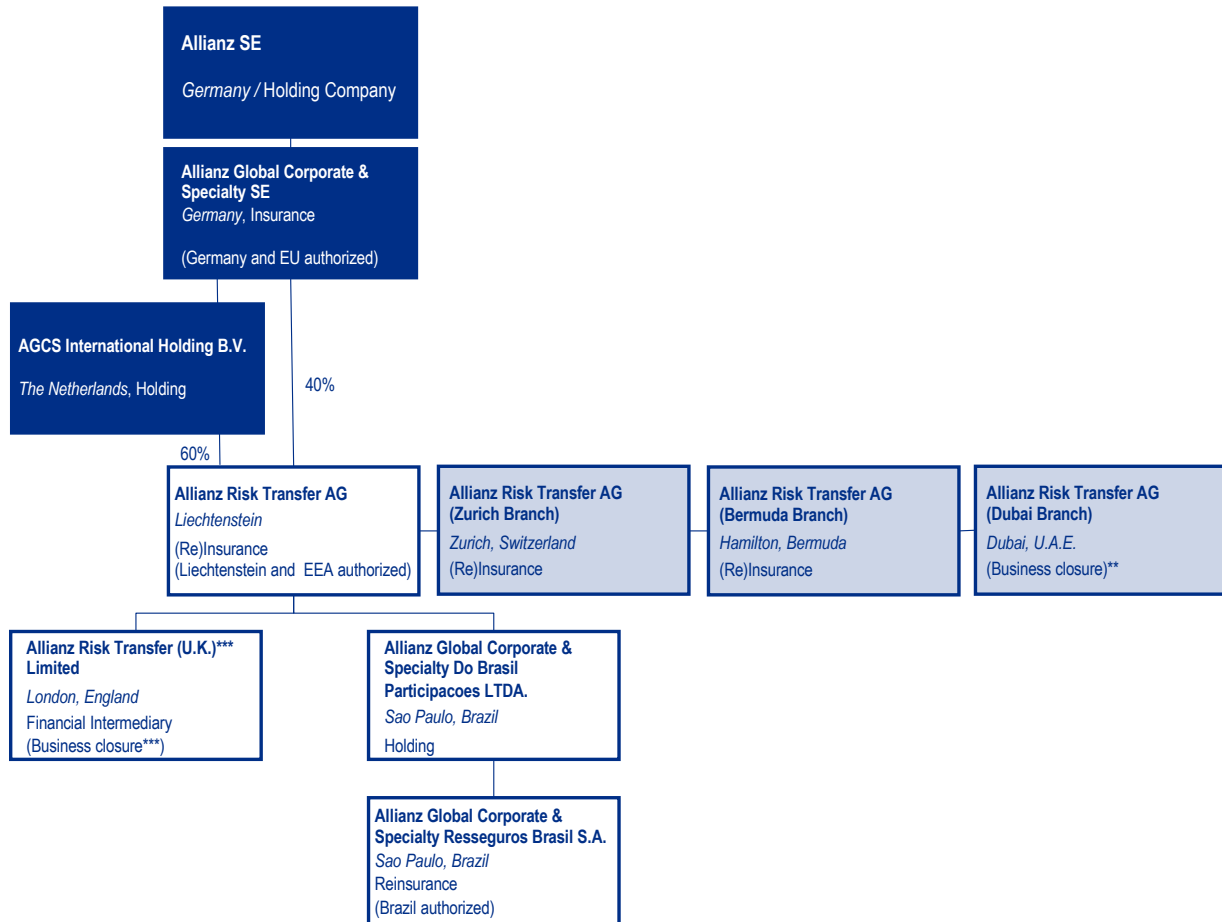 Allianz SE
Germany / Holding Company
Allianz Global Corporate &
Specialty SE
Germany, Insurance
(Germany and EU authorized)
AGCS International Holding B.V.
The Netherlands, Holding
40%
60%
Allianz Risk Transfer AG
Liechtenstein
(Re)Insurance
(Liechtenstein and EEA authorized)
Allianz Risk Transfer AG
(Zurich Branch)
Zurich, Switzerland
(Re)Insurance
Allianz Risk Transfer AG
(Bermuda Branch)
Hamilton, Bermuda
(Re)Insurance
Allianz Risk Transfer AG
(Dubai Branch)
Dubai, U.A.E.
(Business closure)**
Allianz Risk Transfer (U.K.)***
Limited
London, England
Financial Intermediary
(Business closure***)
Allianz Global Corporate &
Specialty Do Brasil
Participacoes LTDA.
Sao Paulo, Brazil
Holding
Allianz Global Corporate &
Specialty Resseguros Brasil S.A.
Sao Paulo, Brazil
Reinsurance
(Brazil authorized)